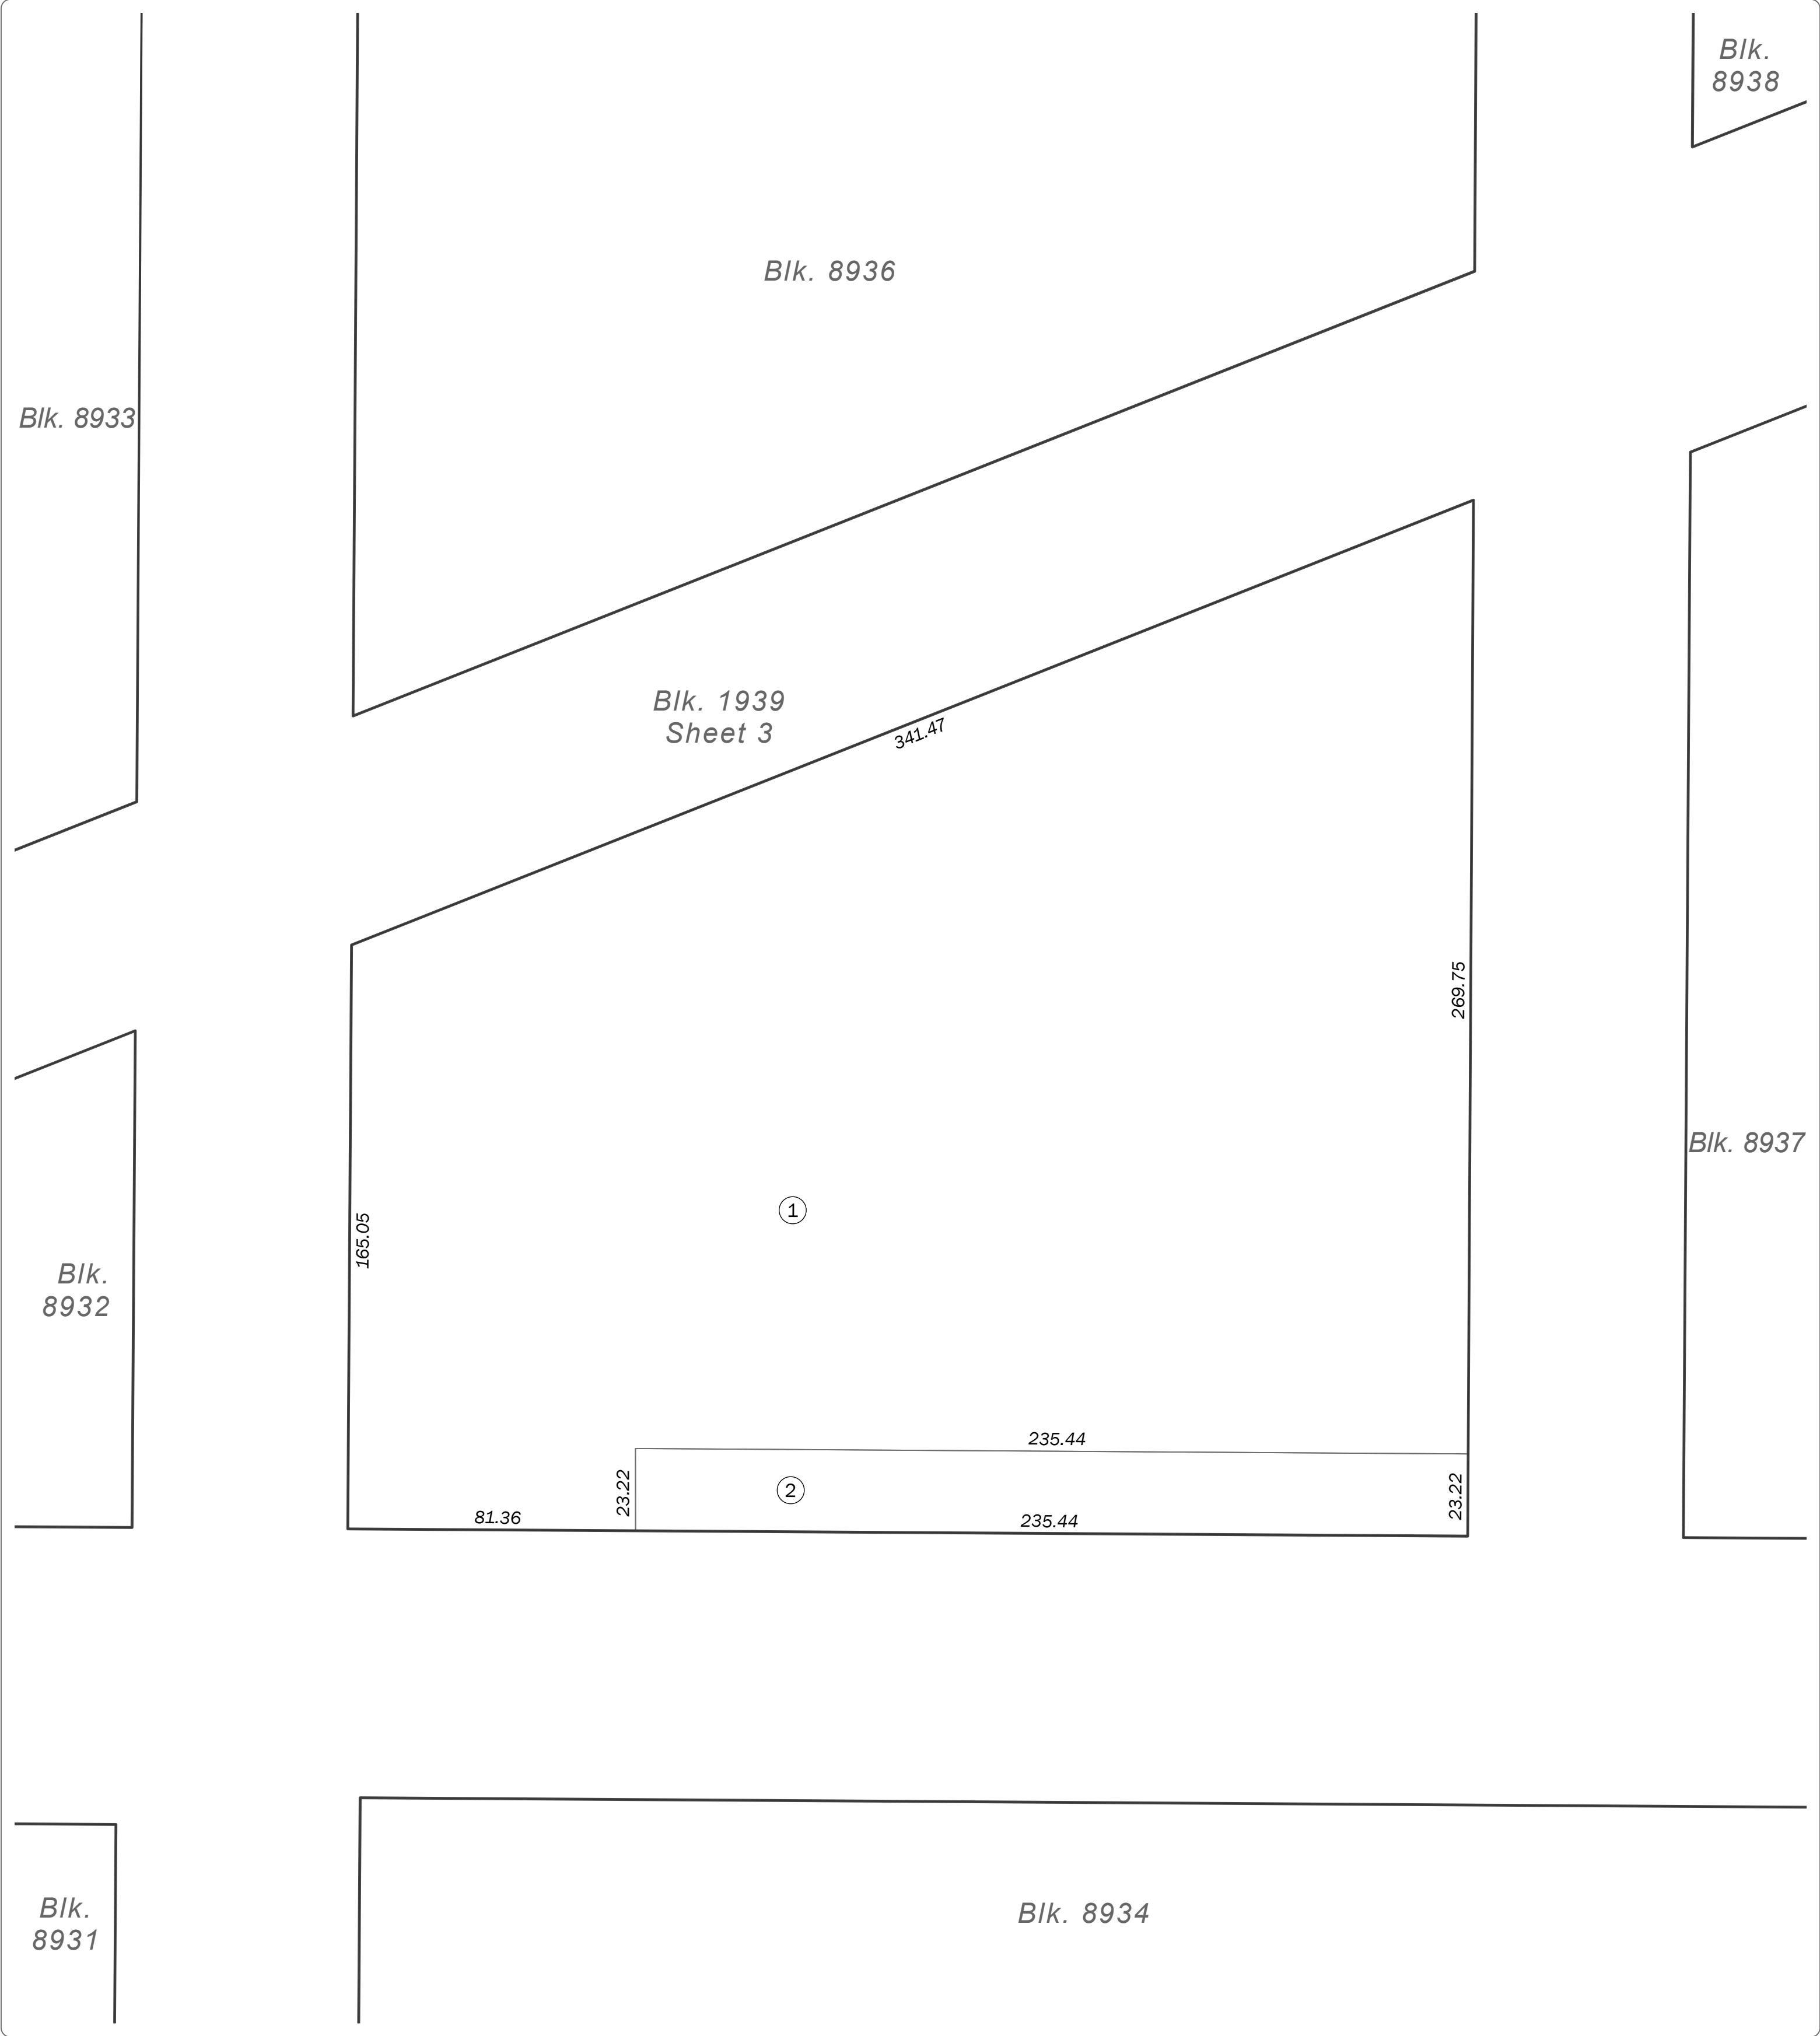 Blk.
8938
Blk. 8936
Blk. 8933
Blk. 1939
Sheet 3
341.47
269.75
Blk. 8937
1
165.05
Blk.
8932
235.44
23.22
2
23.22
81.36
235.44
Blk.
8931
Blk. 8934